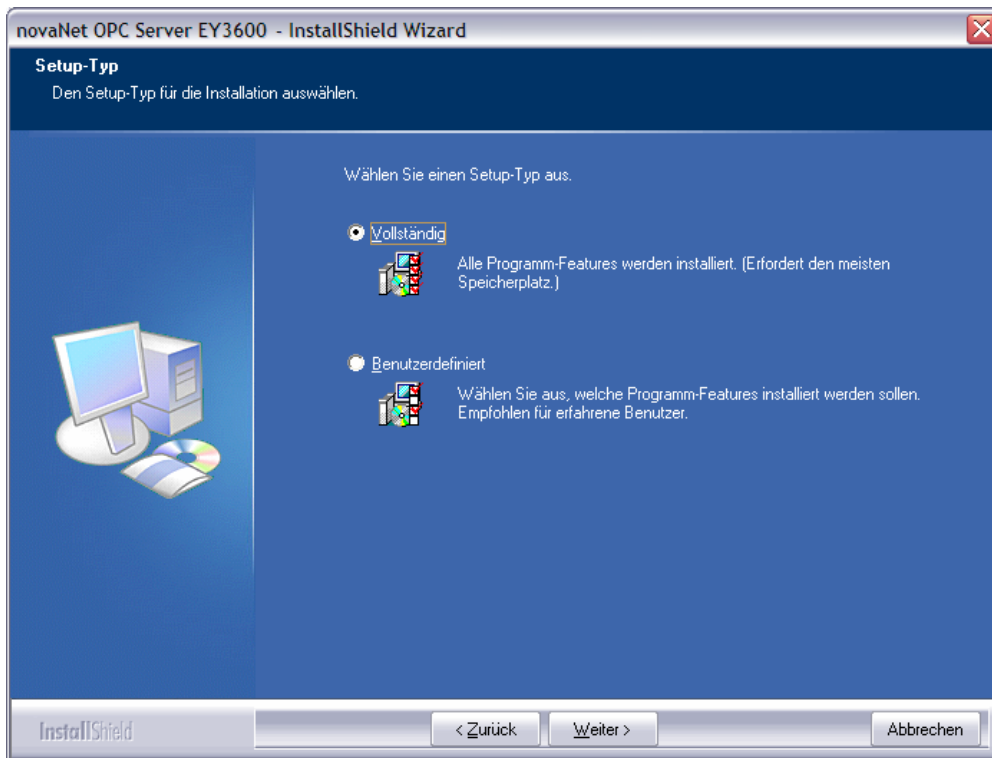 novaNet OPC Server EY3600 - InstallShield Wizard
Setup-Typ
Den Setup-Typ für die Installation auswählen.
Wählen Sie einen Setup-Typ aus.
Vollständig
Alle Programm-Features werden installiert. (Erfordert den meisten
Speicherplatz.)
Benutzerdefiniert
Wählen Sie aus, welche Programm-Features installiert werden sollen.
Empfohlen für erfahrene Benutzer.
InstallShield
< Zurück
Weiter >
Abbrechen